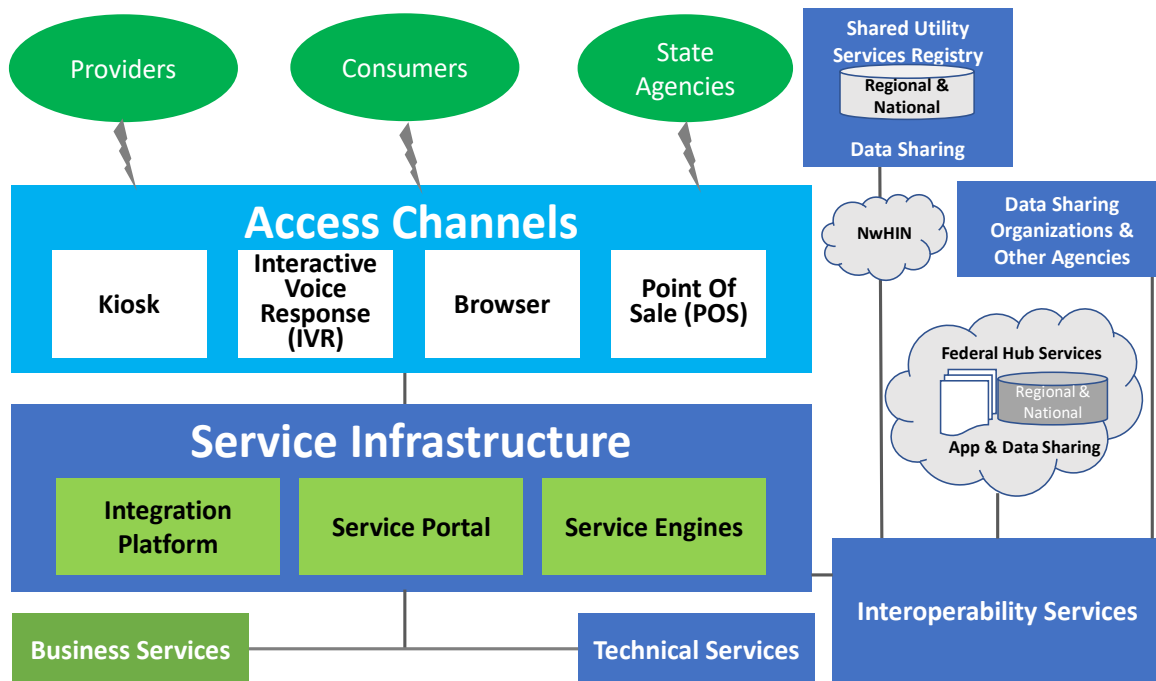 Providers
Consumers
State
Agencies
Shared Utility
Services Registry
Regional &
National
Data Sharing
Access Channels
Kiosk
Interactive
Voice
Response
(IVR)
Browser
Point Of
Sale (POS)
NwHIN
Data Sharing
Organizations &
Other Agencies
Federal Hub Services
Regional &
National
App & Data Sharing
Service Infrastructure
Integration
Platform
Service Portal
Service Engines
Interoperability Services
Business Services
Technical Services